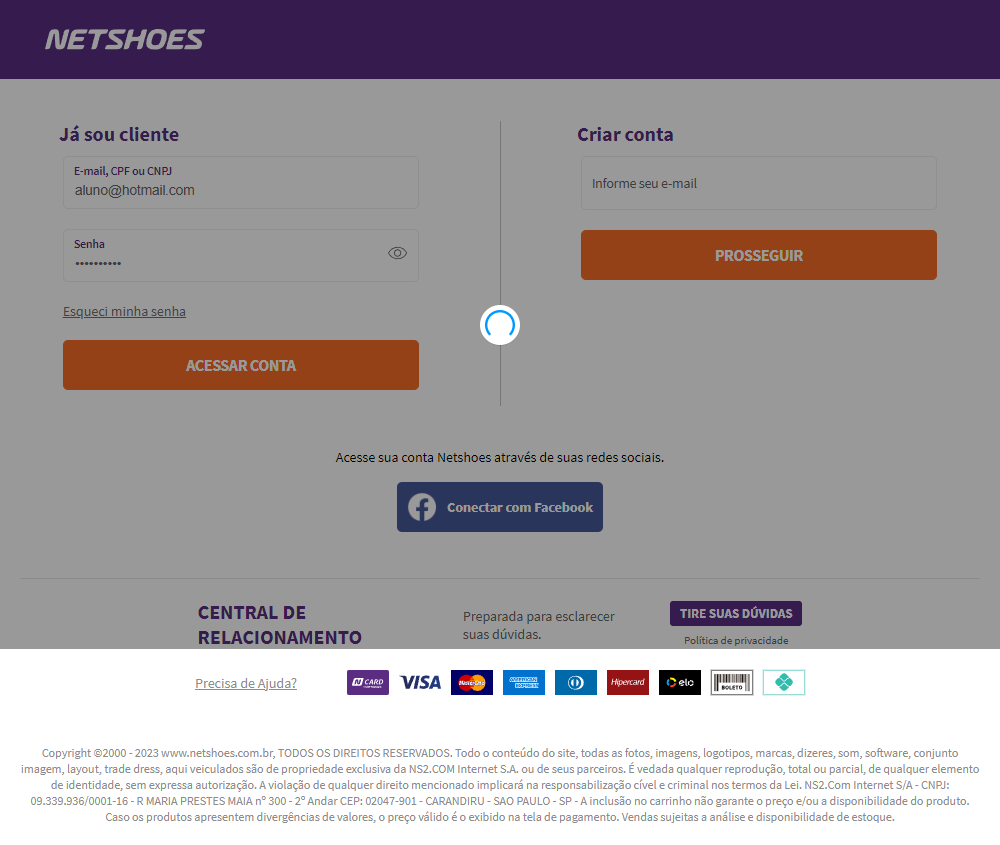 NETSHOES
Já sou cliente
E-mail, CPF ou CNPJ
aluno@hotmail.com
Senha
••••••••••
Esqueci minha senha
ACESSAR CONTA
Criar conta
Informe seu e-mail
PROSSEGUIR
Acesse sua conta Netshoes através de suas redes sociais.
Conectar com Facebook
CENTRAL DE
RELACIONAMENTO
Preparada para esclarecer
suas dúvidas.
TIRE SUAS DÚVIDAS
Política de privacidade
Precisa de Ajuda?
N CARD
VISA
MasterCard
AMERICAN
EXPRESS
Hipercard
elo
BOLETO
Copyright ©2000 - 2023 www.netshoes.com.br, TODOS OS DIREITOS RESERVADOS. Todo o conteúdo do site, todas as fotos, imagens, logotipos, marcas, dizeres, som, software, conjunto
imagem, layout, trade dress, aqui veiculados são de propriedade exclusiva da NS2.COM Internet S.A. ou de seus parceiros. É vedada qualquer reprodução, total ou parcial, de qualquer elemento
de identidade, sem expressa autorização. A violação de qualquer direito mencionado implicará na responsabilização cível e criminal nos termos da Lei. NS2.Com Internet S/A - CNPJ:
09.339.936/0001-16 - R MARIA PRESTES MAIA nº 300 - 2º Andar CEP: 02047-901 - CARANDIRU - SAO PAULO - SP - A inclusão no carrinho não garante o preço e/ou a disponibilidade do produto.
Caso os produtos apresentem divergências de valores, o preço válido é o exibido na tela de pagamento. Vendas sujeitas a análise e disponibilidade de estoque.